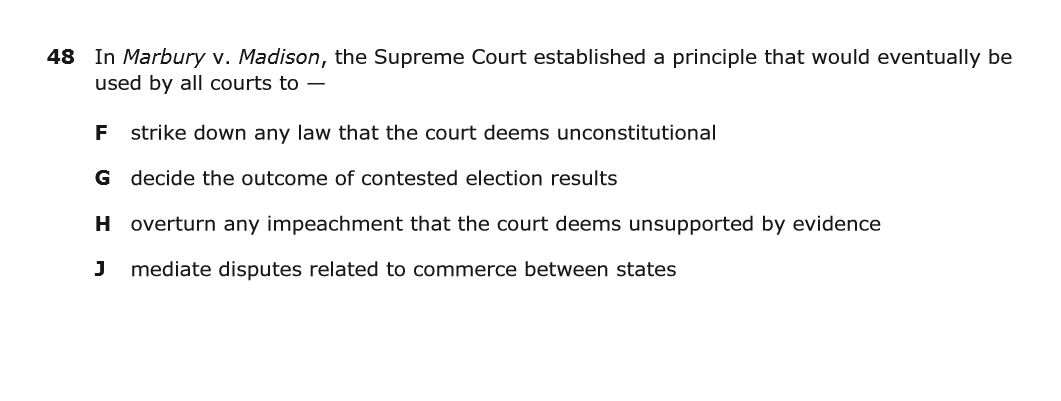 48 In Marbury v. Madison, the Supreme Court established a principle that would eventually be
used by all courts to —
F strike down any law that the court deems unconstitutional
G decide the outcome of contested election results
H overturn any impeachment that the court deems unsupported by evidence
J mediate disputes related to commerce between states